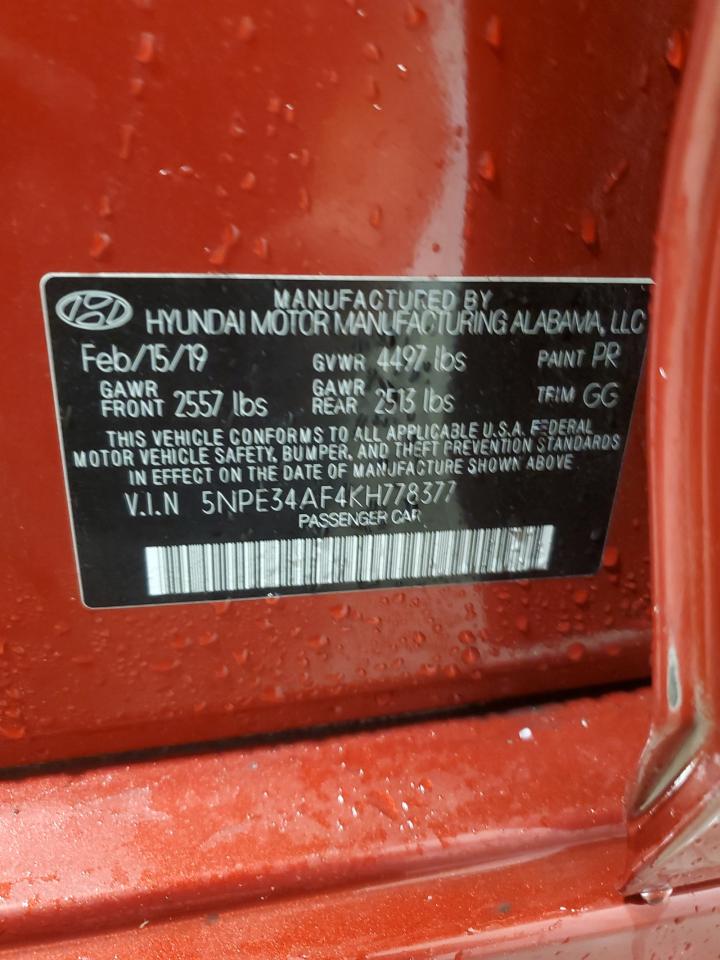 MANUFACTURED BY
HYUNDAI MOTOR MANUFACTURING ALABAMA, LLC
Feb/15/19 GVWR 4497 lbs PAINT PR
GAWR FRONT 2557 lbs GAWR REAR 2513 lbs TRIM GG
THIS VEHICLE CONFORMS TO ALL APPLICABLE U.S.A. FEDERAL
MOTOR VEHICLE SAFETY, BUMPER, AND THEFT PREVENTION STANDARDS
IN EFFECT ON THE DATE OF MANUFACTURE SHOWN ABOVE
V.I.N 5NPE34AF4KH778377
PASSENGER CAR